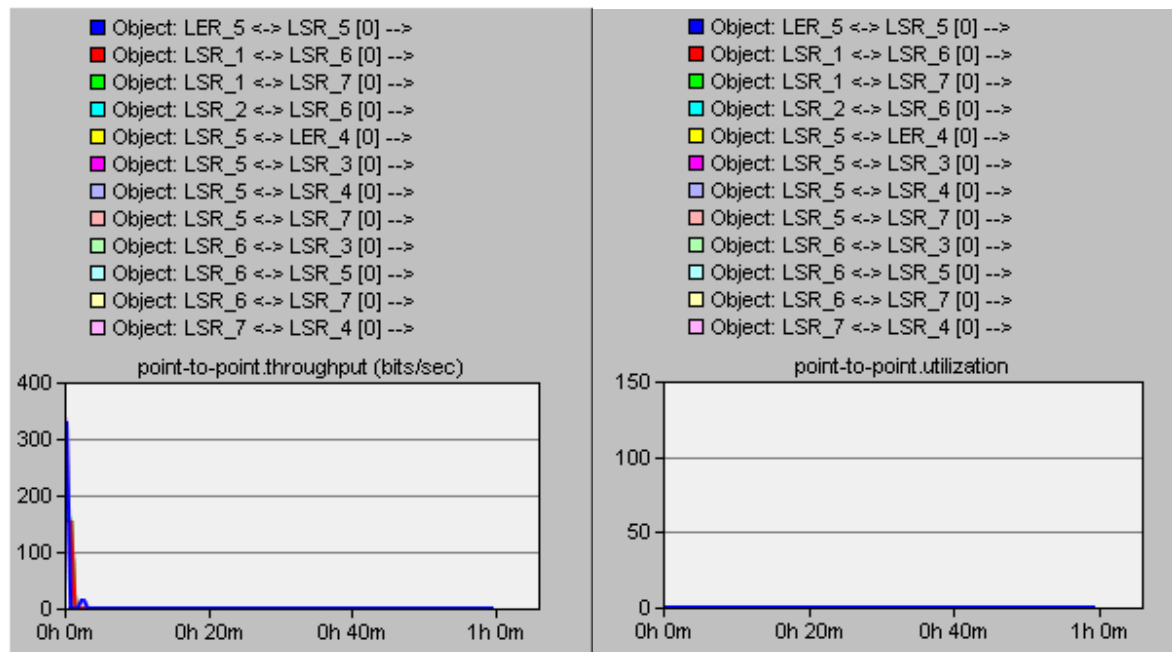 Object: LER_5 <-> LSR_5 [0] -->
Object: LSR_1 <-> LSR_6 [0] -->
Object: LSR_1 <-> LSR_7 [0] -->
Object: LSR_2 <-> LSR_6 [0] -->
Object: LSR_5 <-> LER_4 [0] -->
Object: LSR_5 <-> LSR_3 [0] -->
Object: LSR_5 <-> LSR_4 [0] -->
Object: LSR_5 <-> LSR_7 [0] -->
Object: LSR_6 <-> LSR_3 [0] -->
Object: LSR_6 <-> LSR_5 [0] -->
Object: LSR_6 <-> LSR_7 [0] -->
Object: LSR_7 <-> LSR_4 [0] -->
point-to-point.throughput (bits/sec)
400
300
200
100
0
0h 0m 0h 20m 0h 40m 1h 0m
Object: LER_5 <-> LSR_5 [0] -->
Object: LSR_1 <-> LSR_6 [0] -->
Object: LSR_1 <-> LSR_7 [0] -->
Object: LSR_2 <-> LSR_6 [0] -->
Object: LSR_5 <-> LER_4 [0] -->
Object: LSR_5 <-> LSR_3 [0] -->
Object: LSR_5 <-> LSR_4 [0] -->
Object: LSR_5 <-> LSR_7 [0] -->
Object: LSR_6 <-> LSR_3 [0] -->
Object: LSR_6 <-> LSR_5 [0] -->
Object: LSR_6 <-> LSR_7 [0] -->
Object: LSR_7 <-> LSR_4 [0] -->
point-to-point.utilization
150
100
50
0
0h 0m 0h 20m 0h 40m 1h 0m